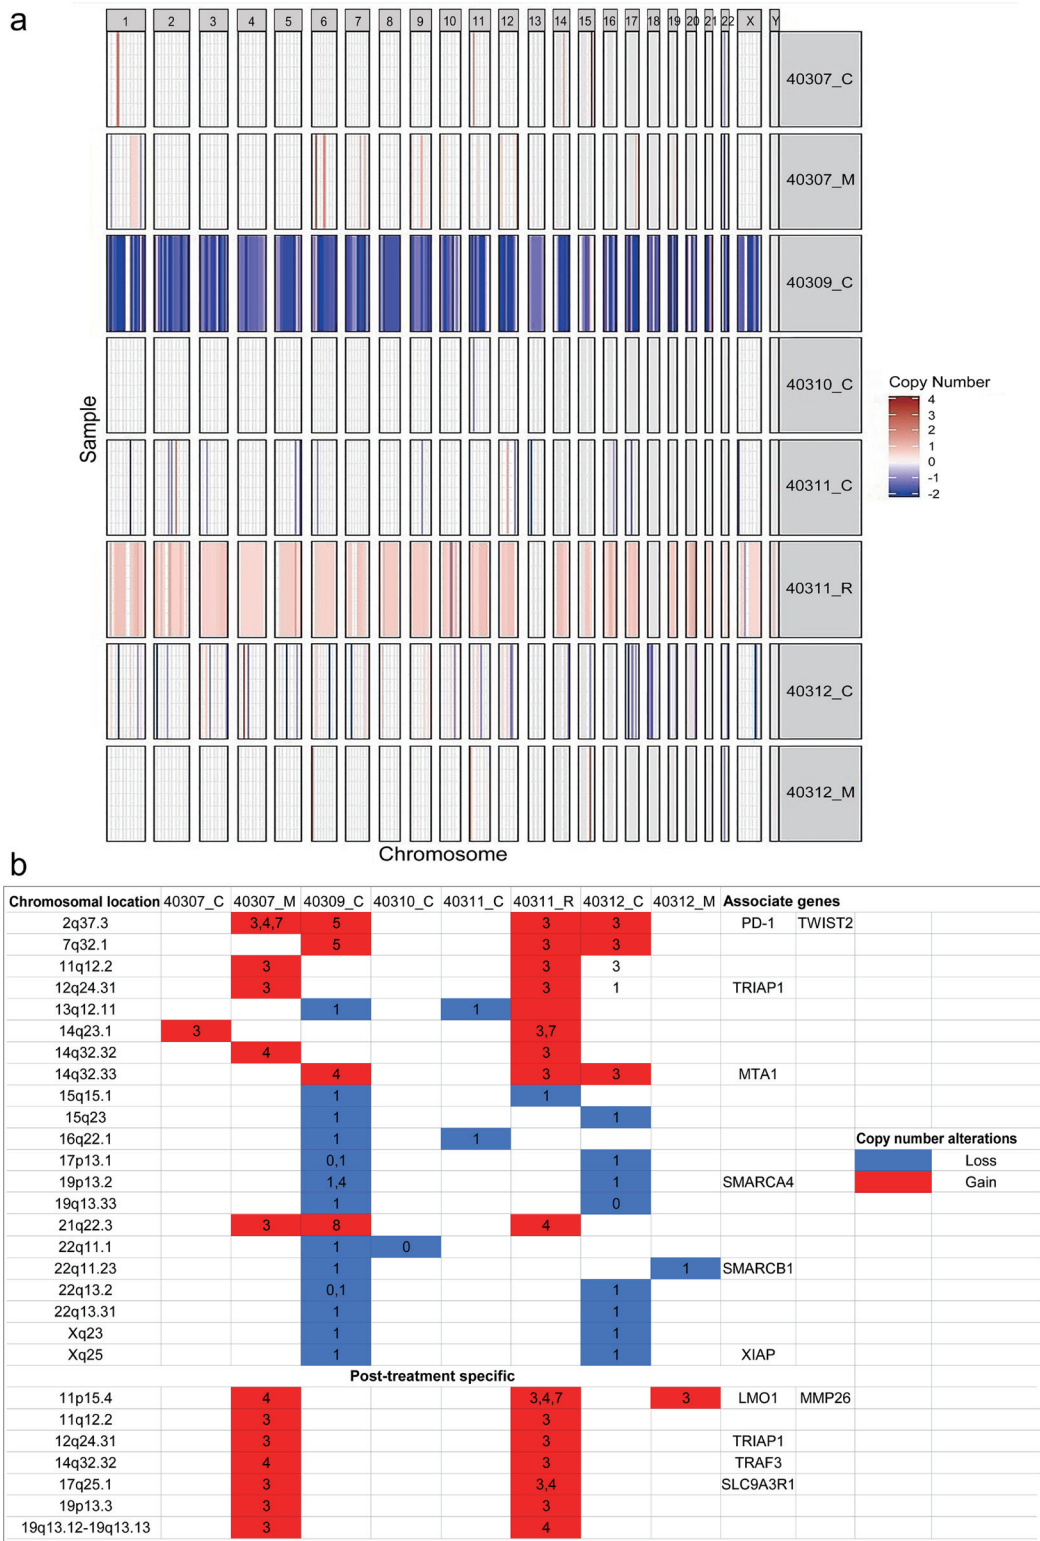 a
1 2 3 4 5 6 7 8 9 10 11 12 13 14 15 16 17 18 19 20 21 22 X Y
40307_C
40307_M
40309_C
40310_C
40311_C
40311_R
40312_C
40312_M
Sample
Chromosome
Copy Number
4
3
2
1
0
-1
-2
b
Chromosomal location 40307_C 40307_M 40309_C 40310_C 40311_C 40311_R 40312_C 40312_M Associate genes
2q37.3 3,4,7 5 3 3 PD-1 TWIST2
7q32.1 5 3 3
11q12.2 3 3 3
12q24.31 3 3 1 TRIAP1
13q12.11 1 1
14q23.1 3 3,7
14q32.32 4 3
14q32.33 4 3 3 MTA1
15q15.1 1 1
15q23 1 1
16q22.1 1 1 Copy number alterations
17p13.1 0,1 1 Loss
19p13.2 1,4 1 SMARCA4 Gain
19q13.33 1 0
21q22.3 3 8 4
22q11.1 1 0
22q11.23 1 1 SMARCB1
22q13.2 0,1 1
22q13.31 1 1
Xq23 1 1
Xq25 1 1 XIAP
Post-treatment specific
11p15.4 4 3,4,7 3 LMO1 MMP26
11q12.2 3 3
12q24.31 3 3 TRIAP1
14q32.32 4 3 TRAF3
17q25.1 3 3,4 SLC9A3R1
19p13.3 3 3
19q13.12-19q13.13 3 4